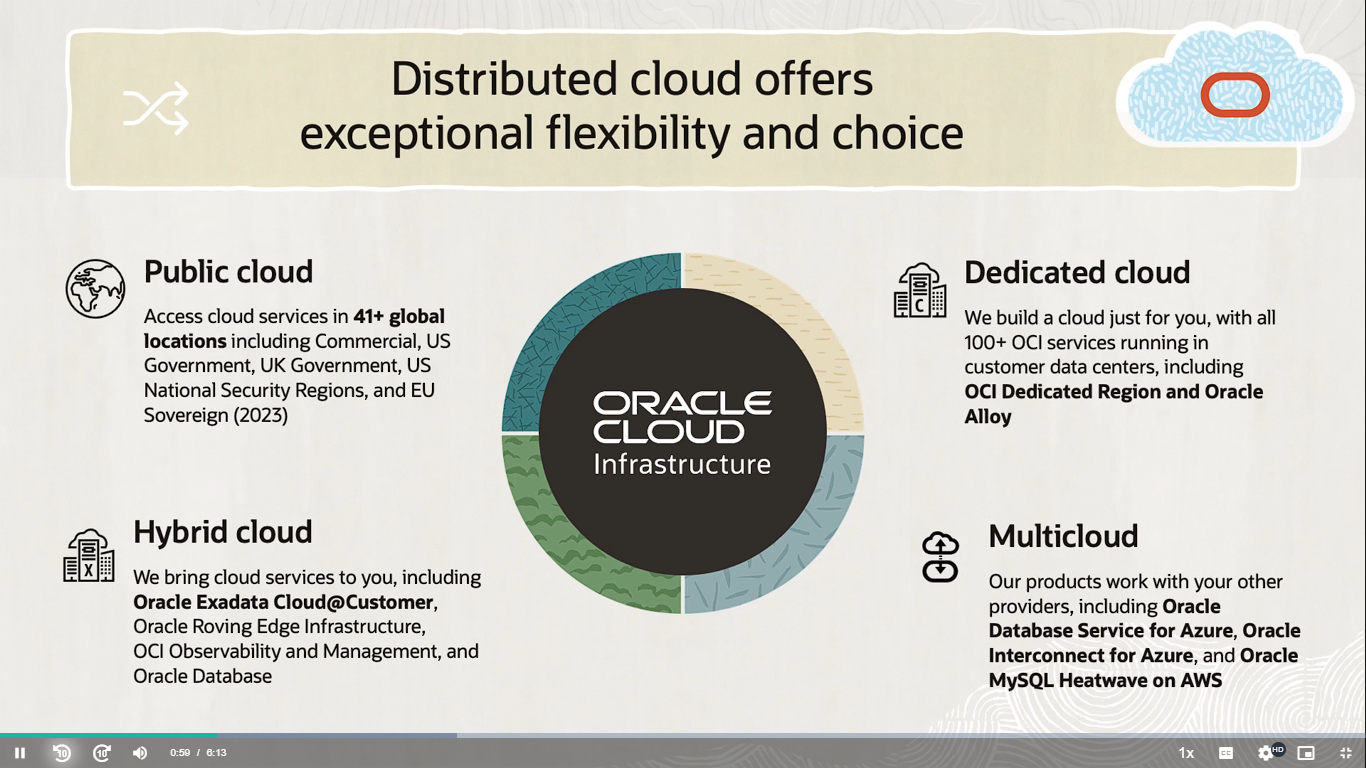 Distributed cloud offers
exceptional flexibility and choice
Public cloud
Access cloud services in 41+ global
locations including Commercial, US
Government, UK Government, US
National Security Regions, and EU
Sovereign (2023)
Dedicated cloud
We build a cloud just for you, with all
100+ OCI services running in
customer data centers, including
OCI Dedicated Region and Oracle
Alloy
C
ORACLE
CLOUD
Infrastructure
Hybrid cloud
We bring cloud services to you, including
Oracle Exadata Cloud@Customer,
Oracle Roving Edge Infrastructure,
OCI Observability and Management, and
Oracle Database
X
Multicloud
Our products work with your other
providers, including Oracle
Database Service for Azure, Oracle
Interconnect for Azure, and Oracle
MySQL Heatwave on AWS
10
10
0:59 / 6:13
1x
CC
HD